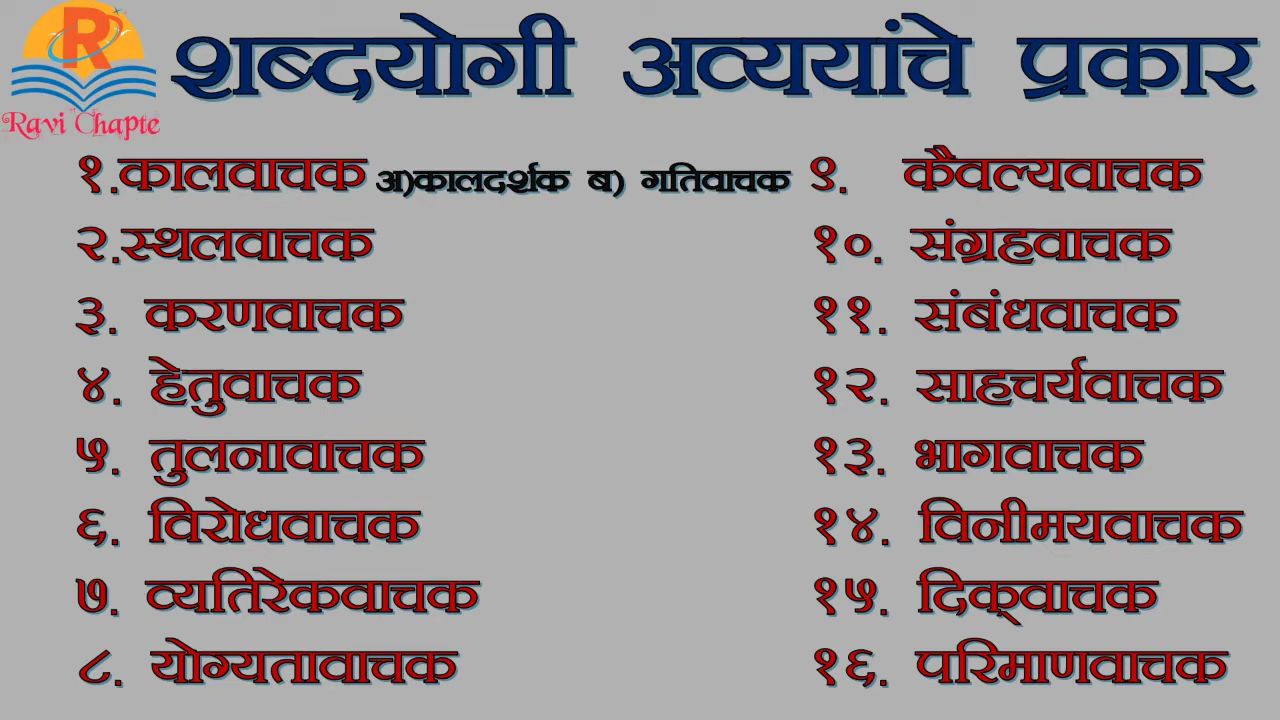 Ravi Chapte
शब्दयोगी अव्ययांचे प्रकार
१.कालवाचक अ)कालदर्शक ब) गतिवाचक
२.स्थलवाचक
३. करणवाचक
४. हेतुवाचक
५. तुलनावाचक
६. विरोधवाचक
७. व्यतिरेकवाचक
८. योग्यतावाचक
९. कैवल्यवाचक
१०. संग्रहवाचक
११. संबंधवाचक
१२. साहचर्यवाचक
१३. भागवाचक
१४. विनीमयवाचक
१५. दिक्वाचक
१६. परिमाणवाचक